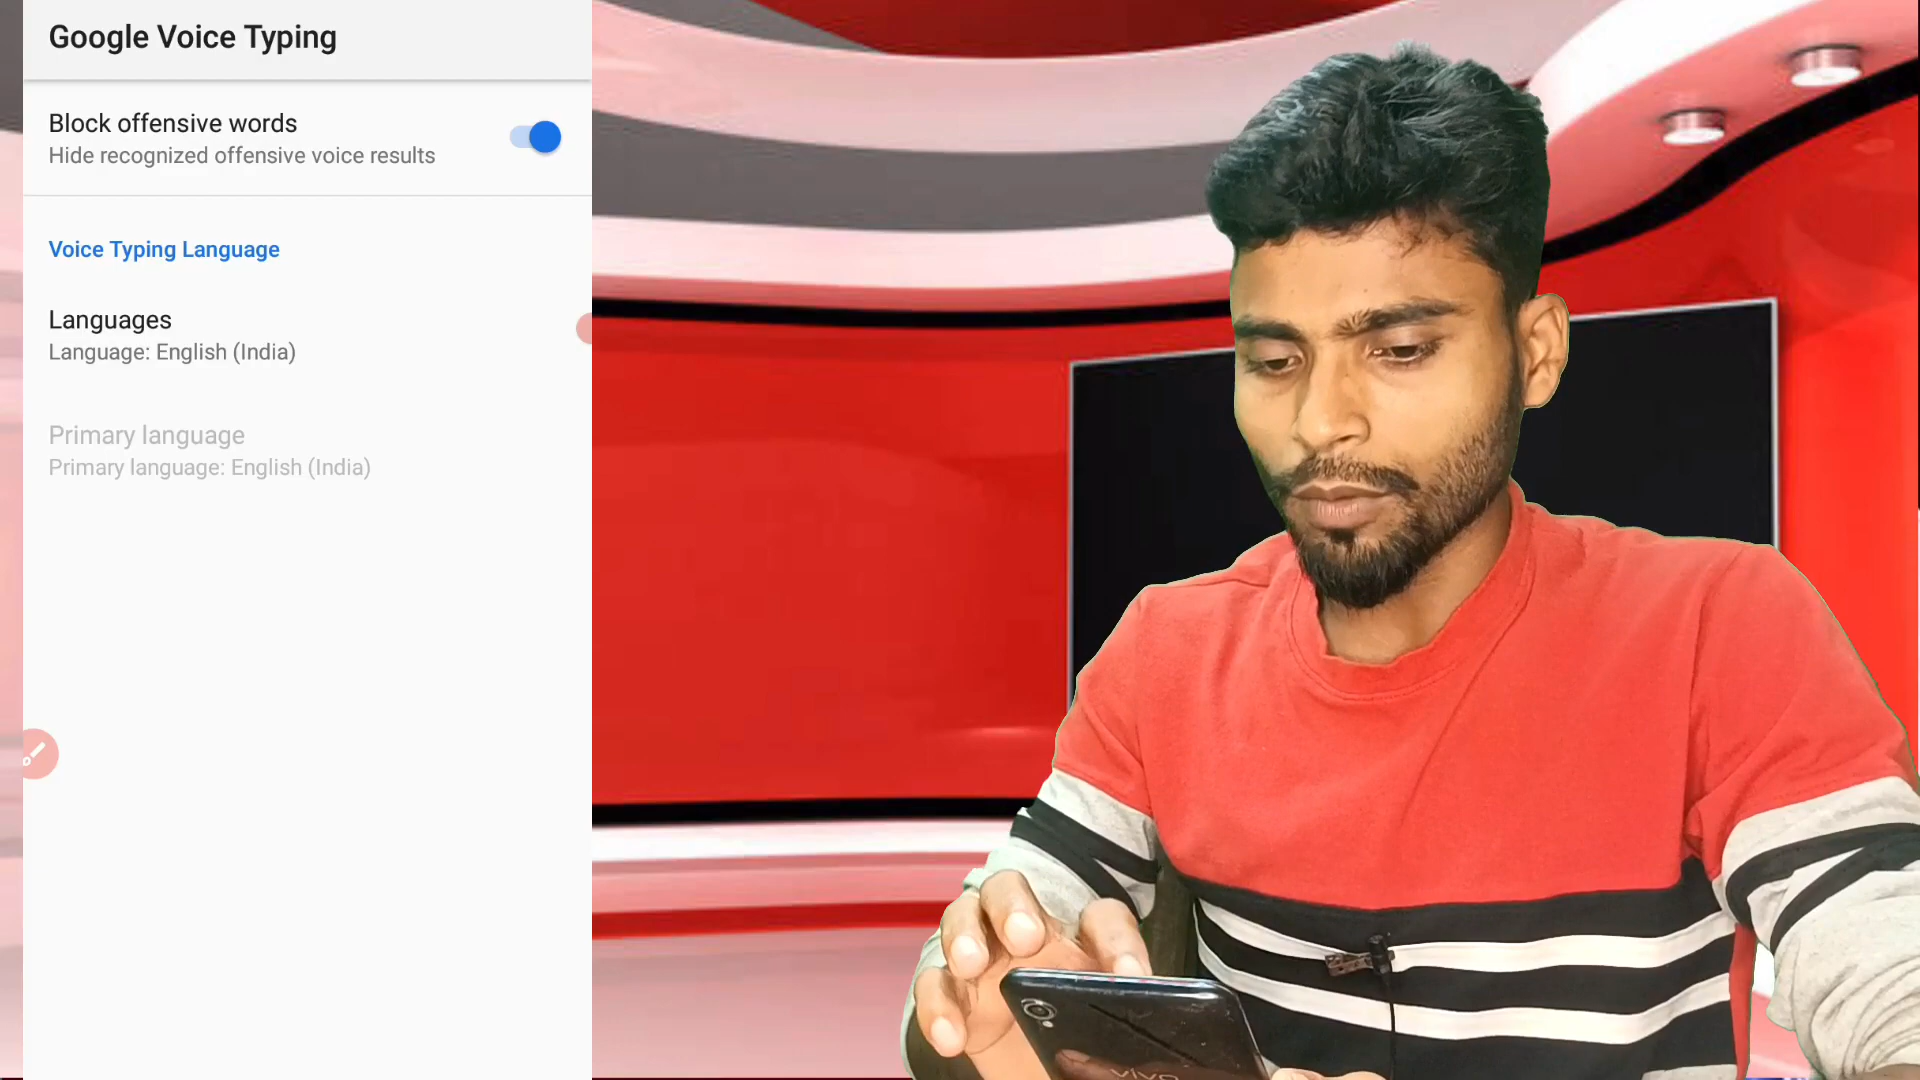 Google Voice Typing
Block offensive words
Hide recognized offensive voice results
Voice Typing Language
Languages
Language: English (India)
Primary language
Primary language: English (India)
vivo